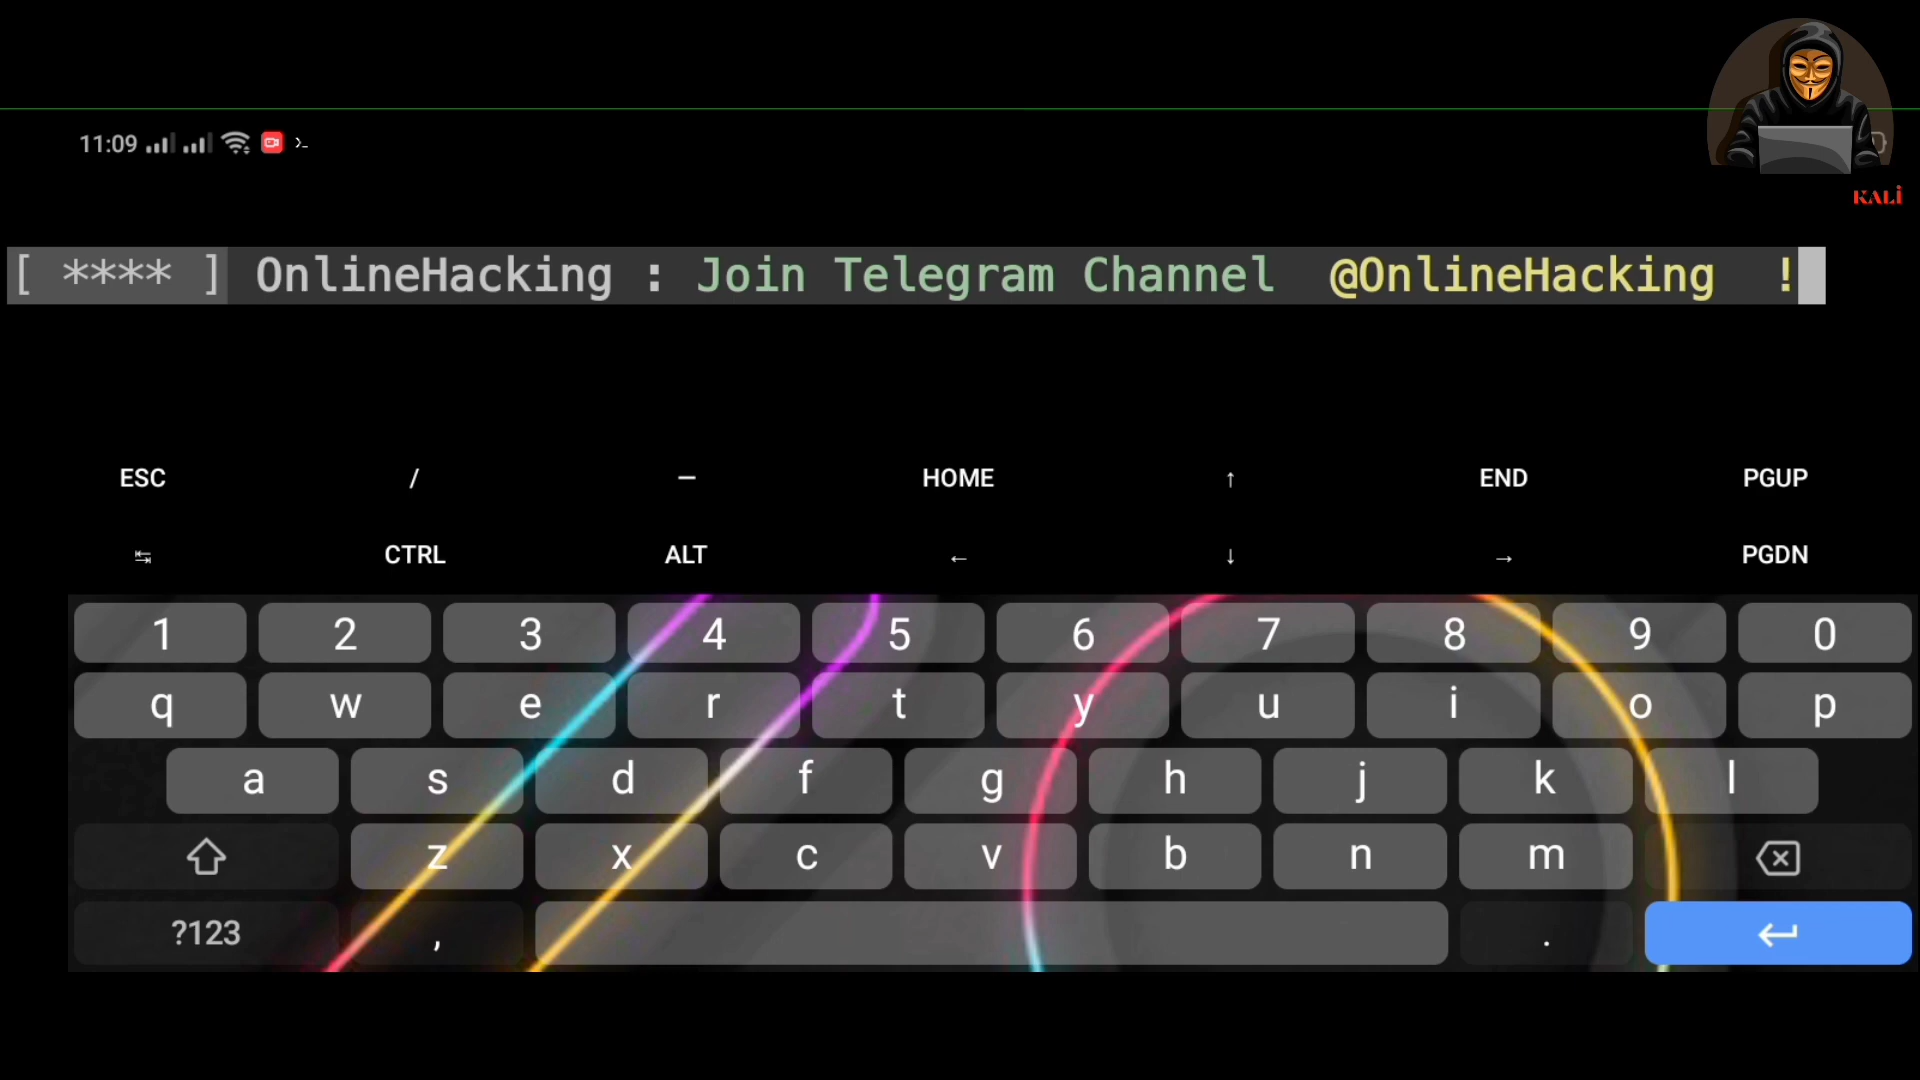 11:09
KALİ
[ **** ] OnlineHacking : Join Telegram Channel @OnlineHacking !
ESC / — HOME ↑ END PGUP
↹ CTRL ALT ← ↓ → PGDN
1 2 3 4 5 6 7 8 9 0
q w e r t y u i o p
a s d f g h j k l
z x c v b n m
?123 , .